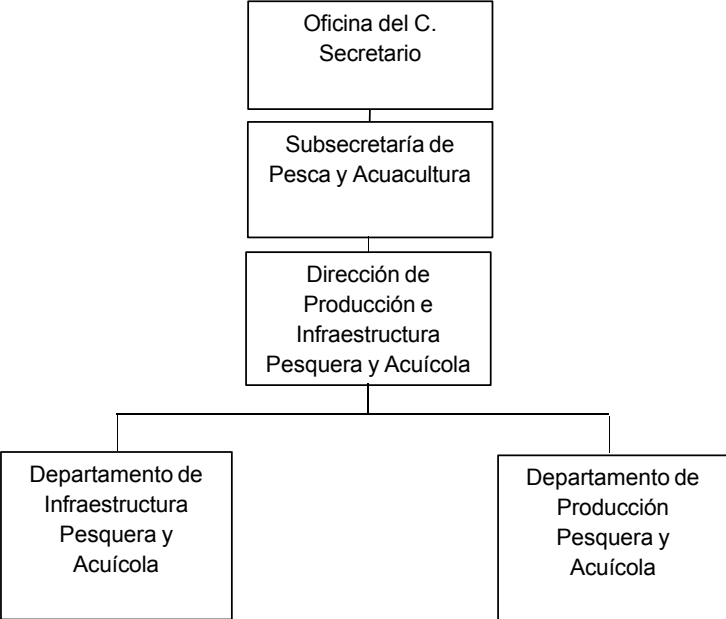 Oficina del C.
Secretario
Subsecretaría de
Pesca y Acuacultura
Dirección de
Producción e
Infraestructura
Pesquera y Acuícola
Departamento de
Infraestructura
Pesquera y
Acuícola
Departamento de
Producción
Pesquera y
Acuícola